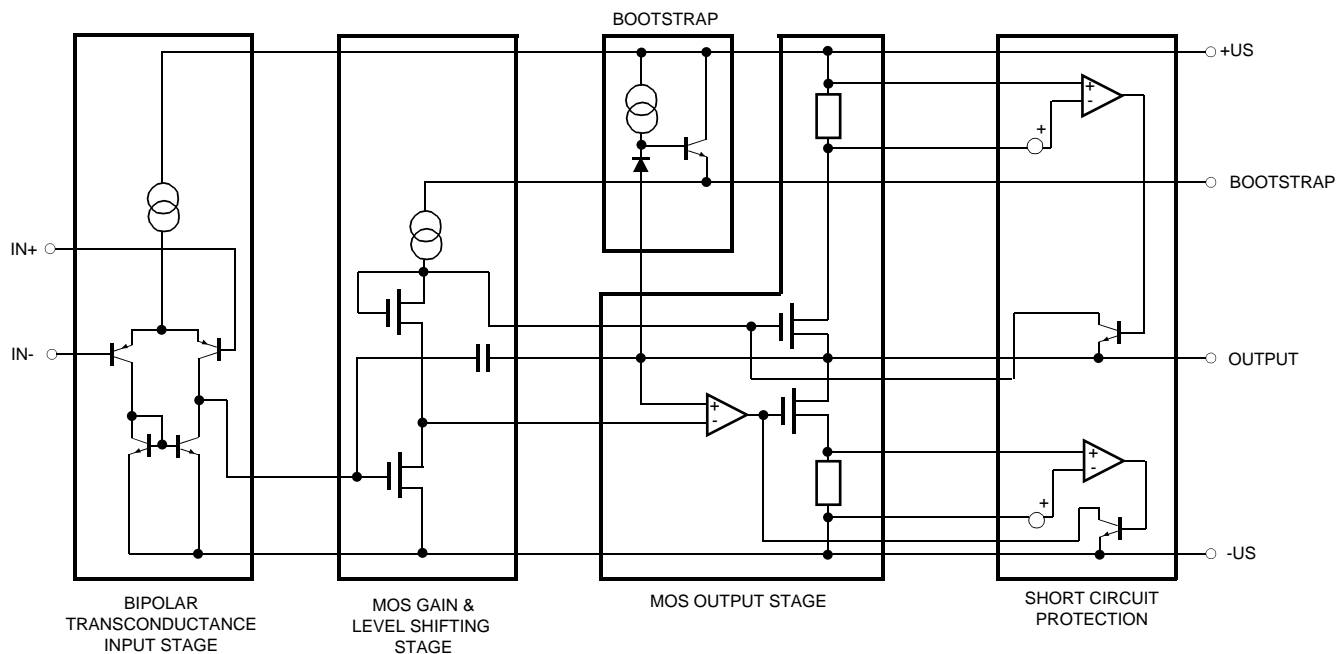 BOOTSTRAP
+US
+
-
+
BOOTSTRAP
IN+
IN-
OUTPUT
+
-
+
-
+
-US
BIPOLAR
TRANSCONDUCTANCE
INPUT STAGE
MOS GAIN &
LEVEL SHIFTING
STAGE
MOS OUTPUT STAGE
SHORT CIRCUIT
PROTECTION